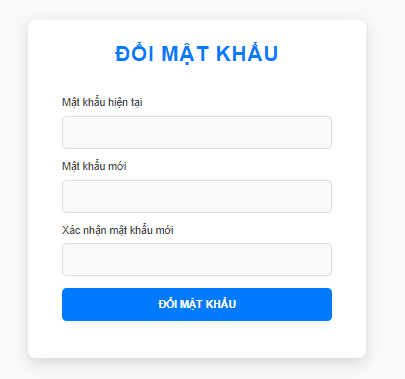 ĐỔI MẬT KHẨU
Mật khẩu hiện tại
Mật khẩu mới
Xác nhận mật khẩu mới
ĐỔI MẬT KHẨU